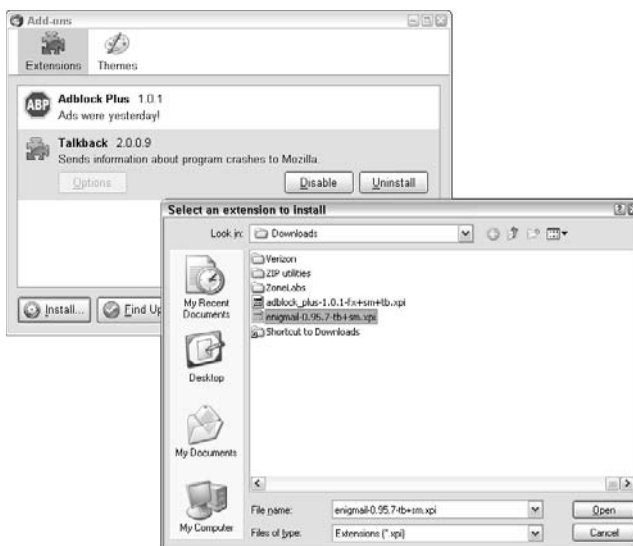 Add-ons
Extensions
Themes
ABP
Adblock Plus 1.0.1
Ads were yesterday!
Talkback 2.0.0.9
Sends information about program crashes to Mozilla.
Options
Disable
Uninstall
Install...
Find Up
Select an extension to install
Look in:
Downloads
My Recent Documents
Desktop
My Documents
My Computer
Verizon
ZIP utilities
ZoneLabs
adblock_plus-1.0.1-fx+sm+tb.xpi
enigmail-0.95.7-tb+sm.xpi
Shortcut to Downloads
File name:
enigmail-0.95.7-tb+sm.xpi
Open
Files of type:
Extensions (*.xpi)
Cancel